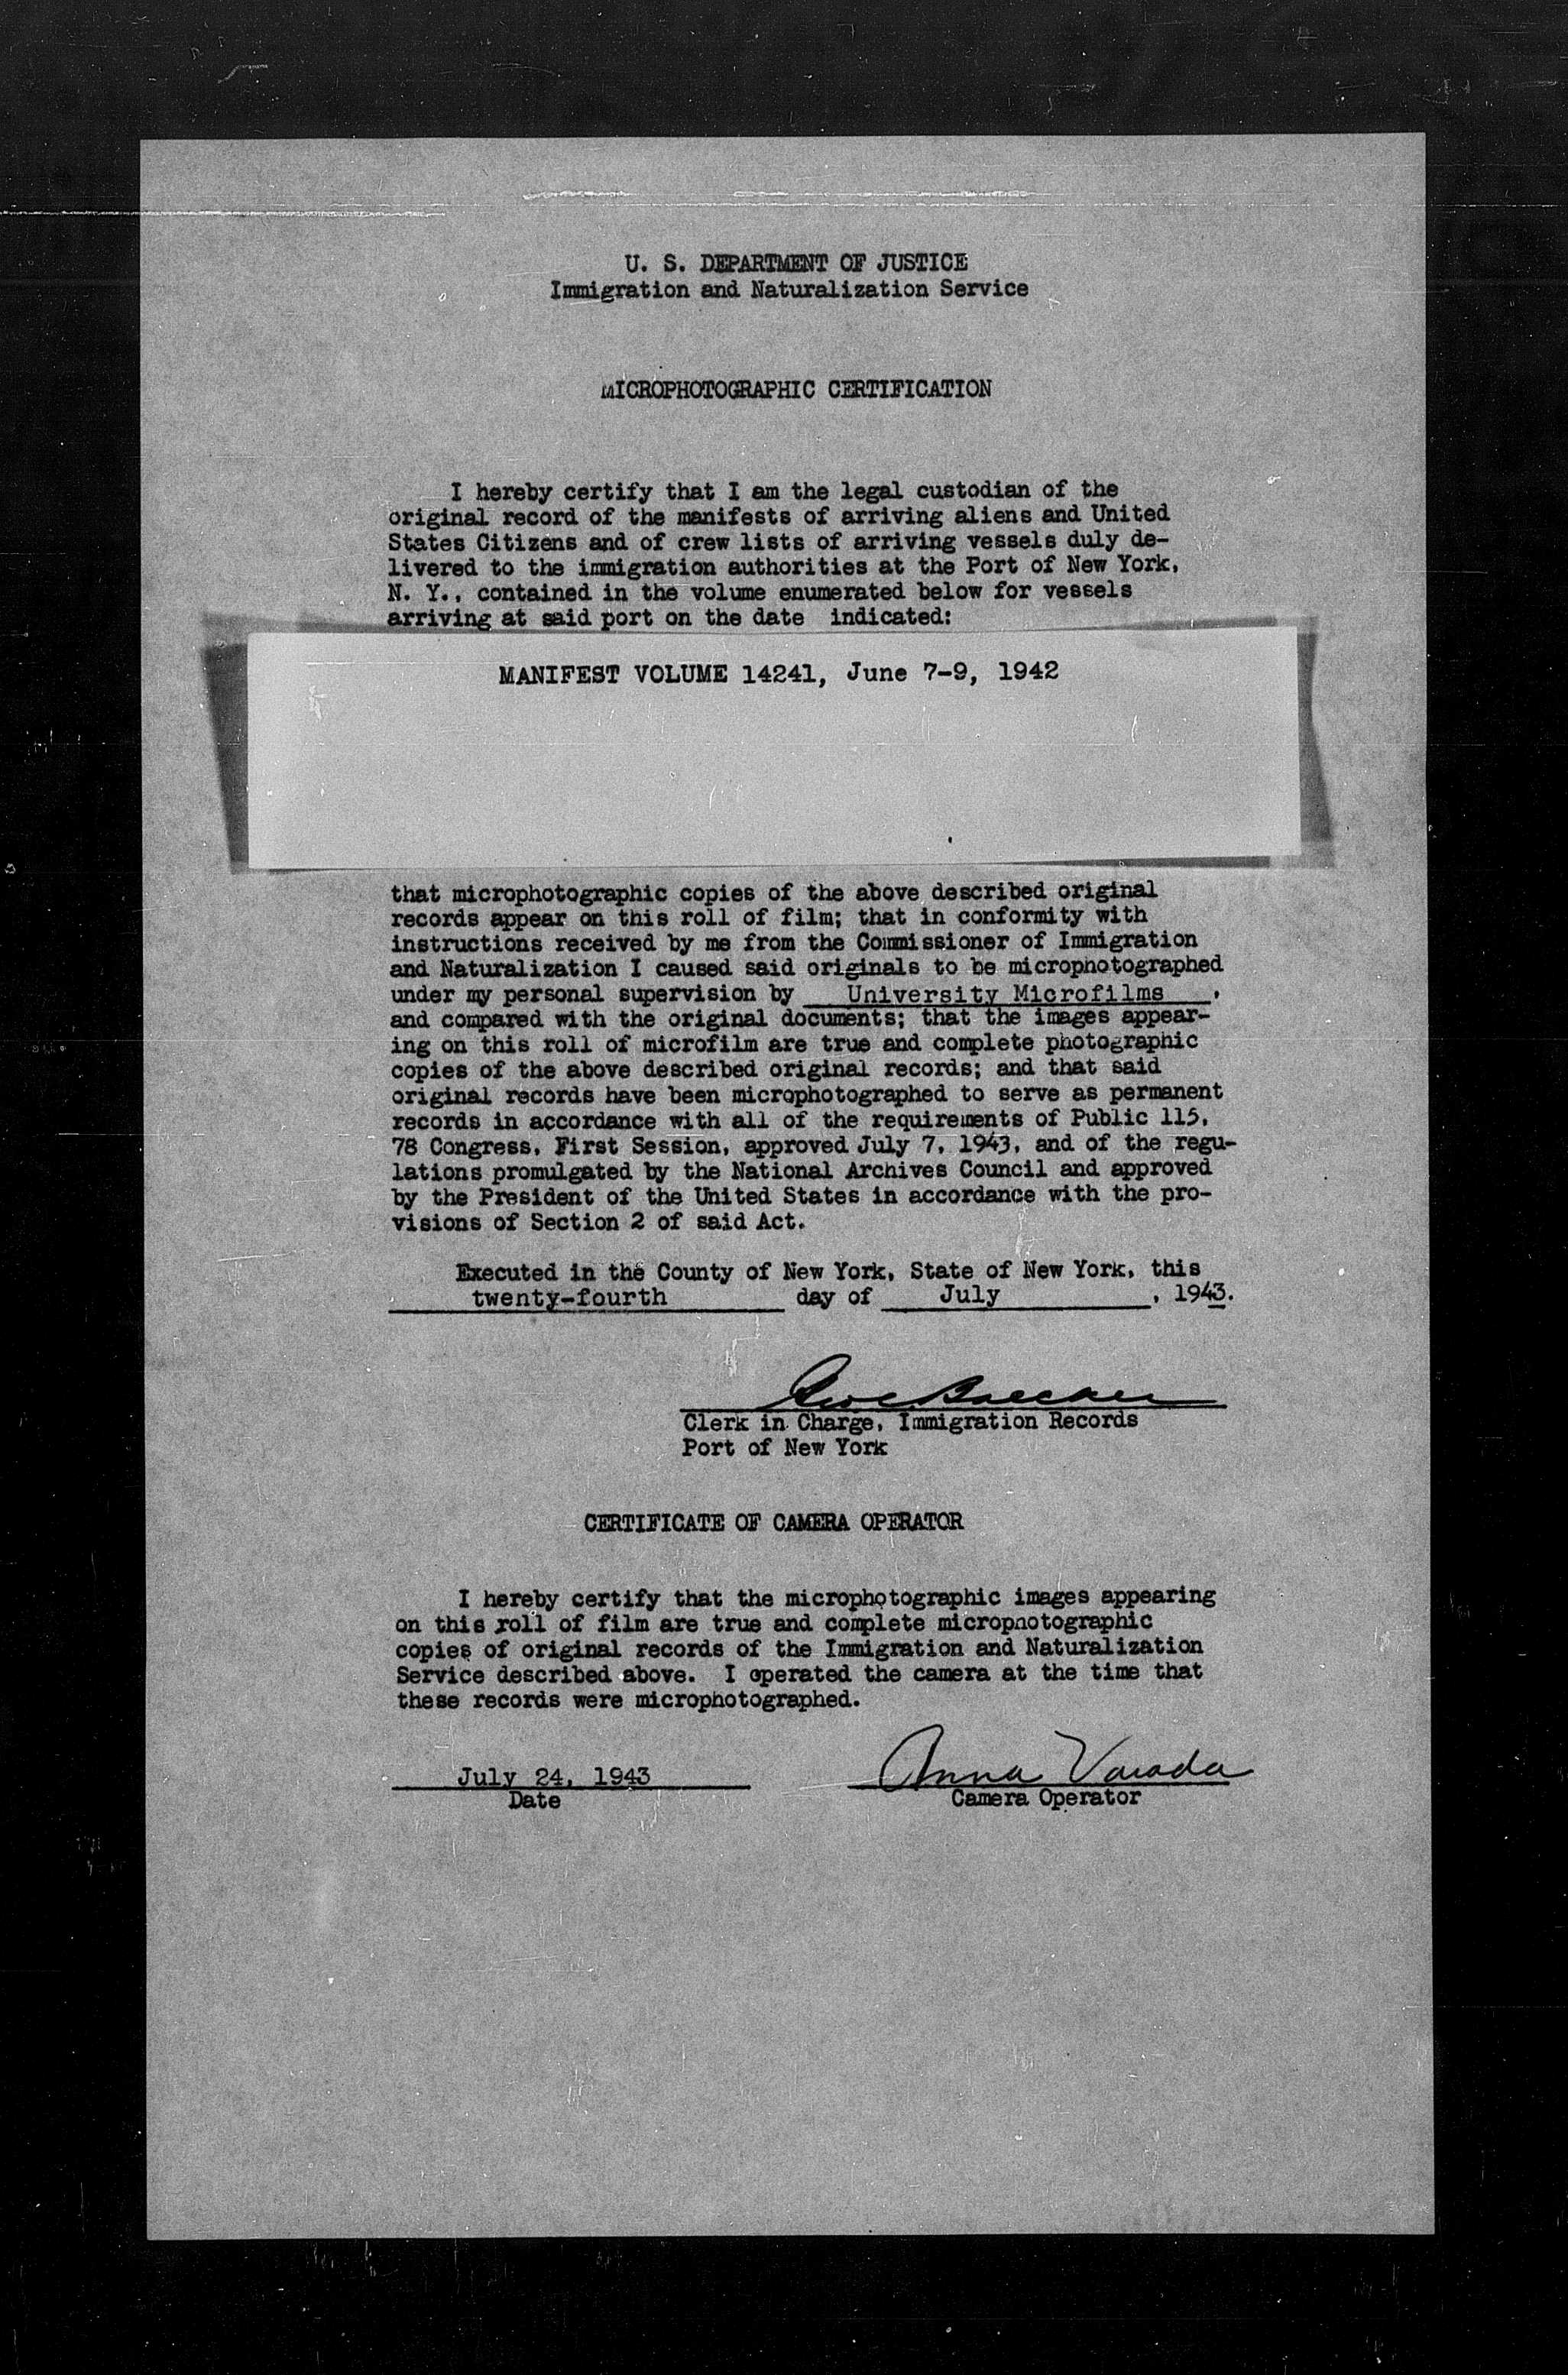 U. S. DEPARTMENT OF JUSTICE
Immigration and Naturalization Service
MICROPHOTOGRAPHIC CERTIFICATION
I hereby certify that I am the legal custodian of the
original record of the manifests of arriving aliens and United
States Citizens and of crew lists of arriving vessels duly de-
livered to the immigration authorities at the Port of New York,
N. Y., contained in the volume enumerated below for vessels
arriving at said port on the date indicated:
MANIFEST VOLUME 14241, June 7-9, 1942
that microphotographic copies of the above described original
records appear on this roll of film; that in conformity with
instructions received by me from the Commissioner of Immigration
and Naturalization I caused said originals to be microphotographed
under my personal supervision by University Microfilms,
and compared with the original documents; that the images appear-
ing on this roll of microfilm are true and complete photographic
copies of the above described original records; and that said
original records have been microphotographed to serve as permanent
records in accordance with all of the requirements of Public 115,
78 Congress, First Session, approved July 7, 1943, and of the regu-
lations promulgated by the National Archives Council and approved
by the President of the United States in accordance with the pro-
visions of Section 2 of said Act.
Executed in the County of New York, State of New York, this
twenty-fourth day of July, 1943.
Clerk in Charge, Immigration Records
Port of New York
CERTIFICATE OF CAMERA OPERATOR
I hereby certify that the microphotographic images appearing
on this roll of film are true and complete microphotographic
copies of original records of the Immigration and Naturalization
Service described above. I operated the camera at the time that
these records were microphotographed.
July 24, 1943 Anna Varada
Date Camera Operator